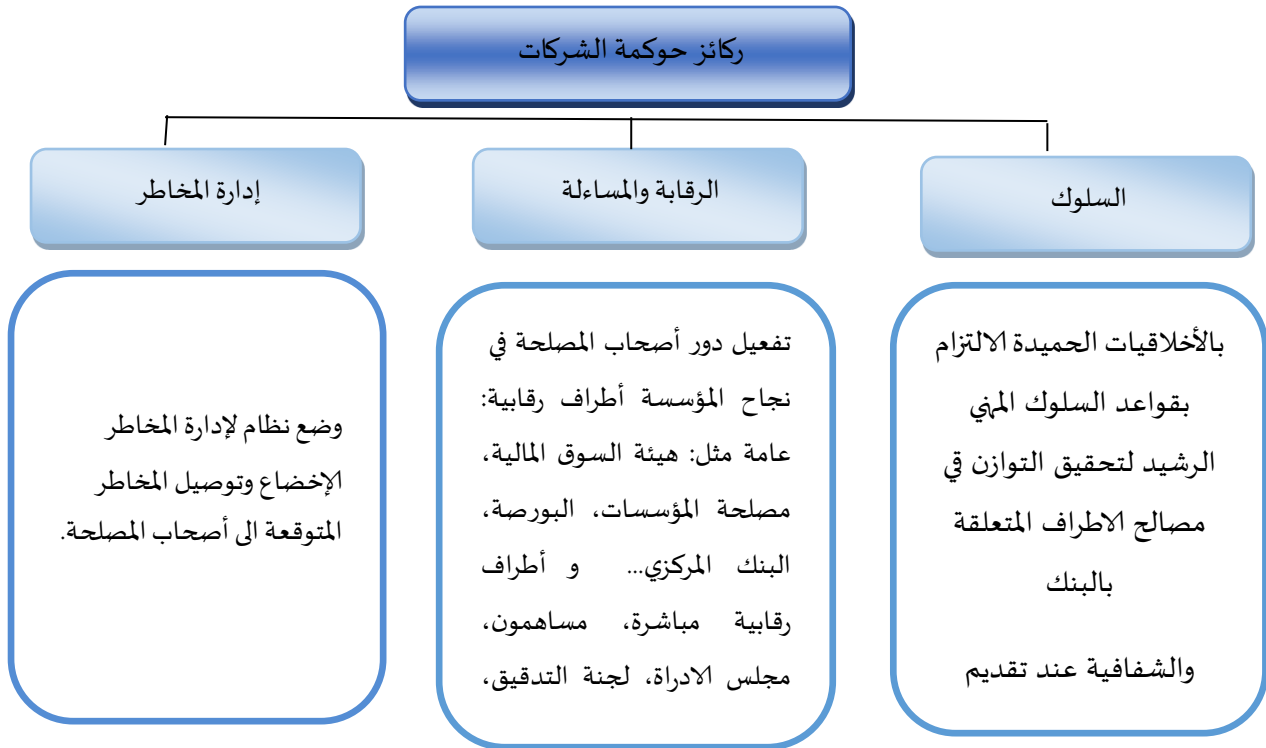 ركائز حوكمة الشركات
السلوك
الرقابة والمساءلة
إدارة المخاطر
بالأخلاقيات الحميدة الالتزام
بقواعد السلوك المهني
الرشيد لتحقيق التوازن في
مصالح الاطراف المتعلقة
بالبنك
والشفافية عند تقديم
تفعيل دور أصحاب المصلحة في
نجاح المؤسسة أطراف رقابية:
عامة مثل: هيئة السوق المالية،
مصلحة المؤسسات، البورصة،
البنك المركزي... و أطراف
رقابية مباشرة، مساهمون،
مجلس الادراة، لجنة التدقيق،
وضع نظام لإدارة المخاطر
الإخضاع وتوصيل المخاطر
المتوقعة الى أصحاب المصلحة.